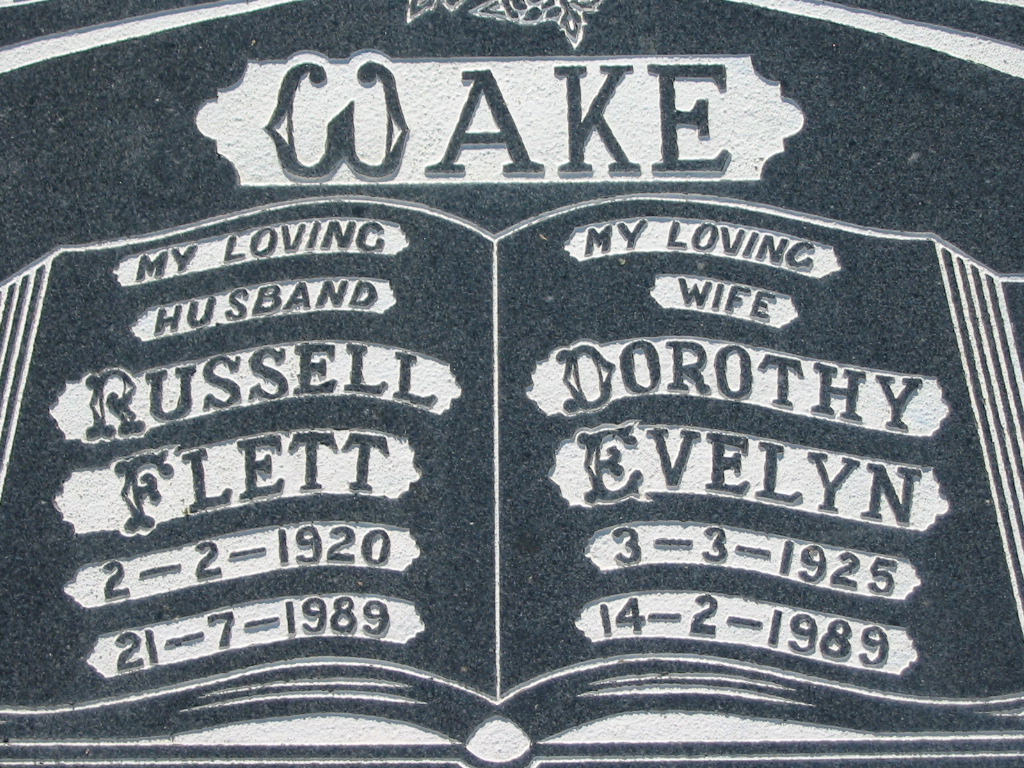 WAKE
MY LOVING
HUSBAND
RUSSELL
FLETT
2-2-1920
21-7-1989
MY LOVING
WIFE
DOROTHY
EVELYN
3-3-1925
14-2-1989